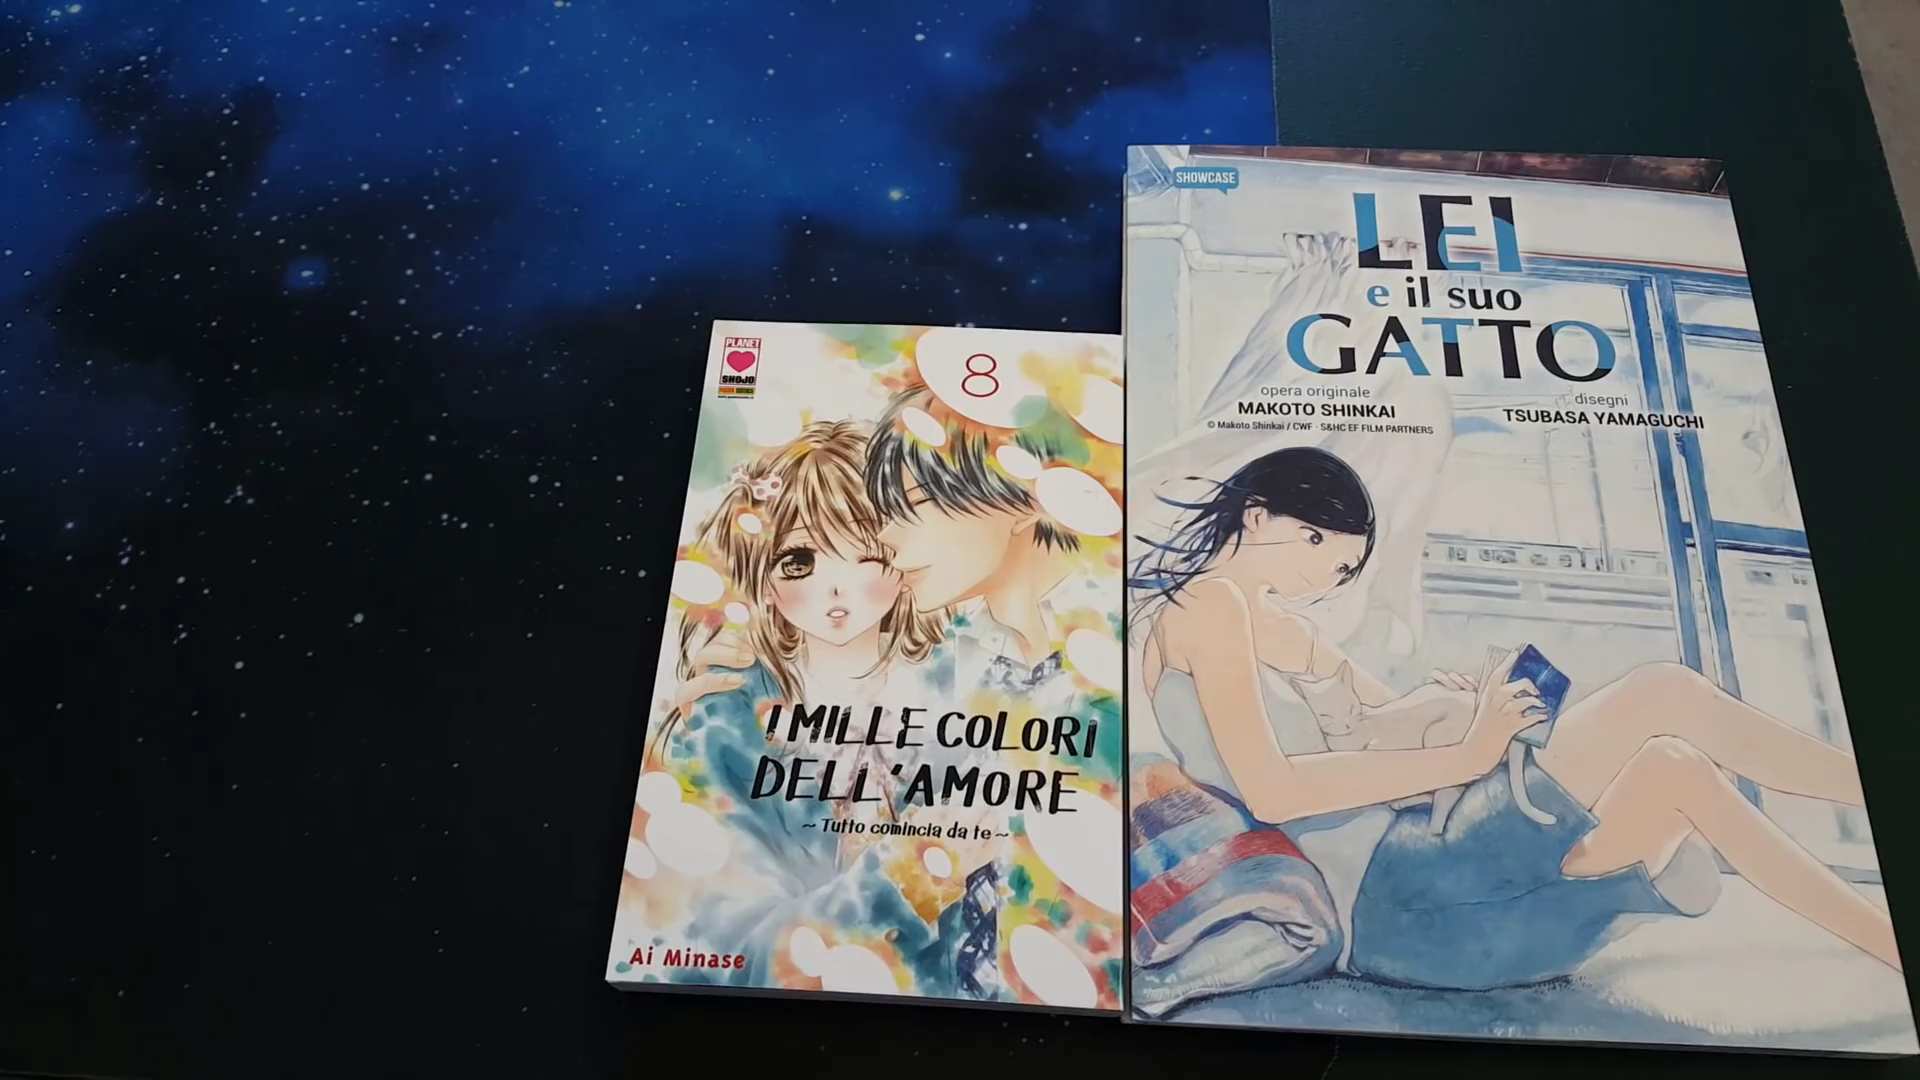 PLANET
SHOJO
8
I MILLE COLORI
DELL'AMORE
~ Tutto comincia da te ~
Ai Minase
SHOWCASE
LEI
e il suo
GATTO
opera originale
MAKOTO SHINKAI
© Makoto Shinkai / CWF · S&HC EF FILM PARTNERS
disegni
TSUBASA YAMAGUCHI